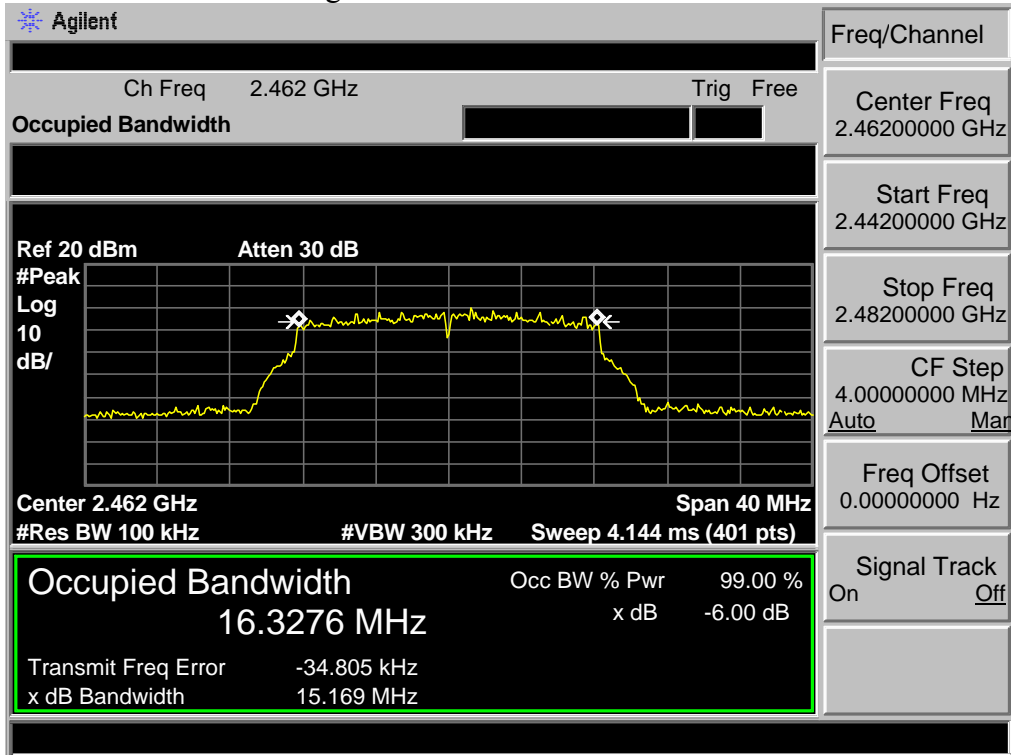 Agilent
Freq/Channel
Ch Freq 2.462 GHz Trig Free
Occupied Bandwidth
Center Freq
2.46200000 GHz
Start Freq
2.44200000 GHz
Ref 20 dBm Atten 30 dB
#Peak
Log
10
dB/
Stop Freq
2.48200000 GHz
CF Step
4.00000000 MHz
Auto Man
Center 2.462 GHz Span 40 MHz
#Res BW 100 kHz #VBW 300 kHz Sweep 4.144 ms (401 pts)
Freq Offset
0.00000000 Hz
Occupied Bandwidth Occ BW % Pwr 99.00 %
16.3276 MHz x dB -6.00 dB
Transmit Freq Error -34.805 kHz
x dB Bandwidth 15.169 MHz
Signal Track
On Off